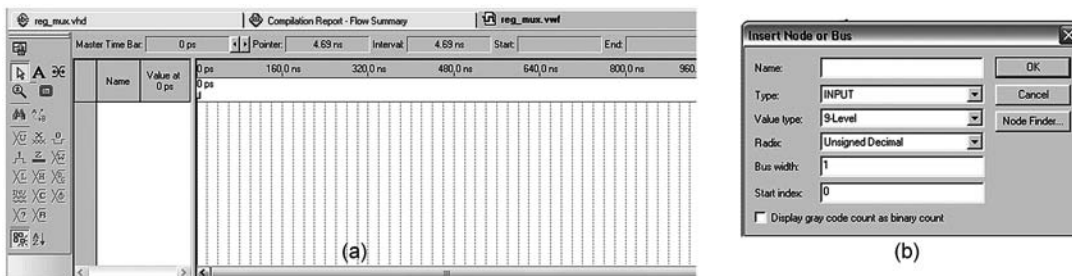 reg_mux.vhd
Compilation Report - Flow Summary
reg_mux.vwf
Master Time Bar: 0 ps Pointer: 4.69 ns Interval: 4.69 ns Start: End:
Name
Value at
0 ps
0 ps 160.0 ns 320.0 ns 480.0 ns 640.0 ns 800.0 ns 960.
0 ps
(a)
Insert Node or Bus
Name:
OK
Type: INPUT
Cancel
Value type: 9-Level
Node Finder...
Radix: Unsigned Decimal
Bus width: 1
Start index: 0
Display gray code count as binary count
(b)